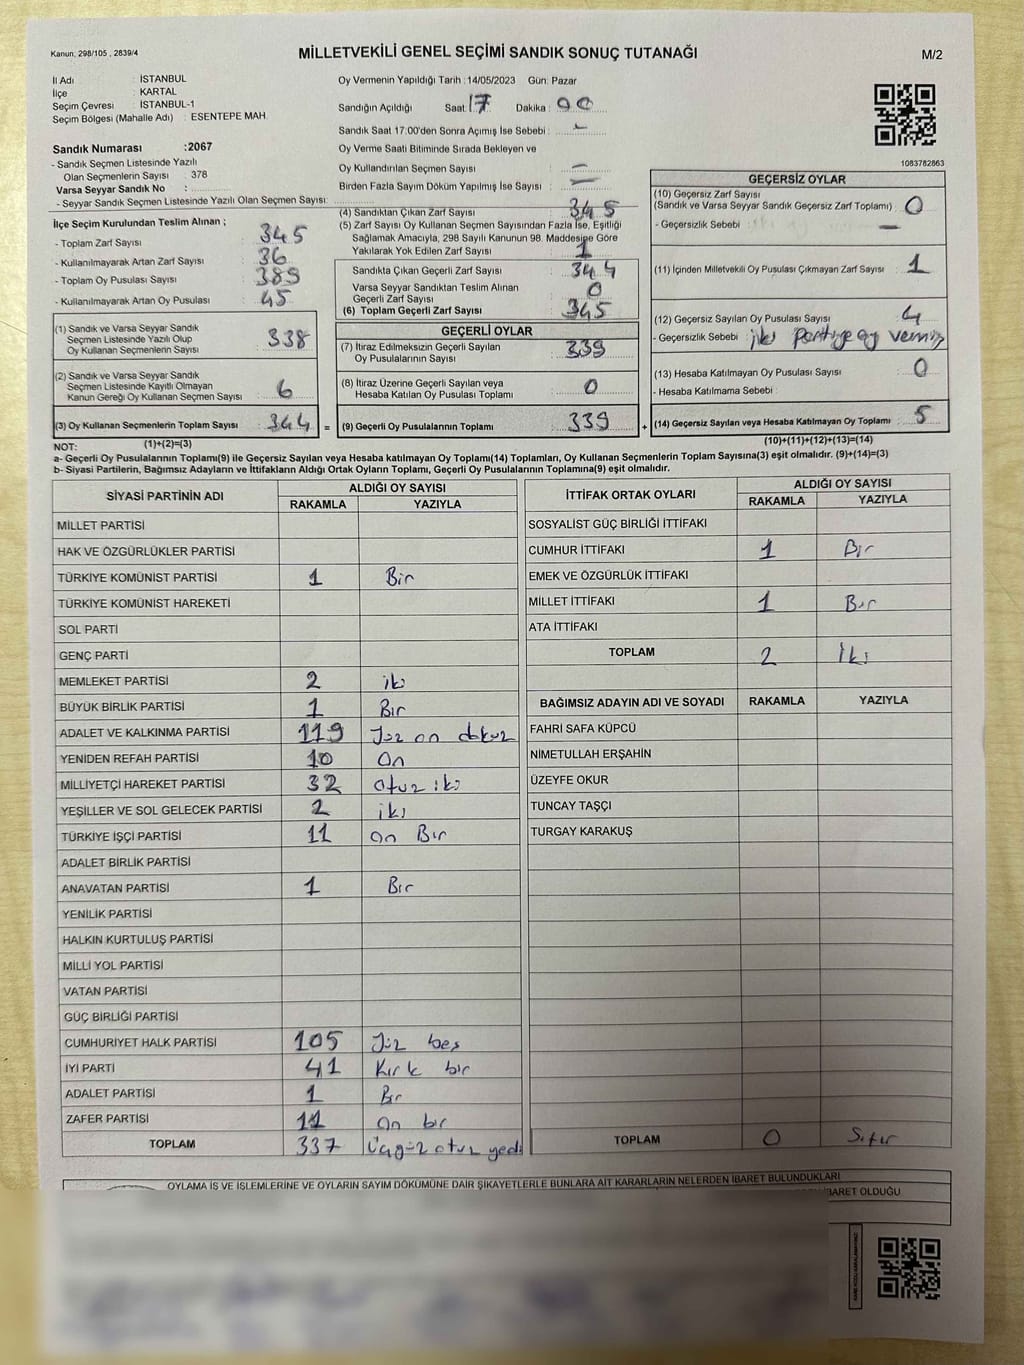 Kanun; 298/105 , 2839/4
MİLLETVEKİLİ GENEL SEÇİMİ SANDIK SONUÇ TUTANAĞI
M/2
İl Adı : İSTANBUL
İlçe : KARTAL
Seçim Çevresi : İSTANBUL-1
Seçim Bölgesi (Mahalle Adı) : ESENTEPE MAH.
Sandık Numarası :2067
- Sandık Seçmen Listesinde Yazılı
Olan Seçmenlerin Sayısı : 378
Varsa Seyyar Sandık No :
- Seyyar Sandık Seçmen Listesinde Yazılı Olan Seçmen Sayısı:
Oy Vermenin Yapıldığı Tarih : 14/05/2023 Gün: Pazar
Sandığın Açıldığı Saat: 17 Dakika : 00
Sandık Saat 17:00'den Sonra Açımış İse Sebebi : -
Oy Verme Saati Bitiminde Sırada Bekleyen ve
Oy Kullandırılan Seçmen Sayısı : -
Birden Fazla Sayım Döküm Yapılmış İse Sayısı : -
1083782863
İlçe Seçim Kurulundan Teslim Alınan ;
- Toplam Zarf Sayısı : 345
- Kullanılmayarak Artan Zarf Sayısı : 36
- Toplam Oy Pusulası Sayısı : 389
- Kullanılmayarak Artan Oy Pusulası : 45
(1) Sandık ve Varsa Seyyar Sandık
Seçmen Listesinde Yazılı Olup
Oy Kullanan Seçmenlerin Sayısı : 338
(2) Sandık ve Varsa Seyyar Sandık
Seçmen Listesinde Kayıtlı Olmayan
Kanun Gereği Oy Kullanan Seçmen Sayısı : 6
(3) Oy Kullanan Seçmenlerin Toplam Sayısı : 344
(1)+(2)=(3)
(4) Sandıktan Çıkan Zarf Sayısı : 345
(5) Zarf Sayısı Oy Kullanan Seçmen Sayısından Fazla İse, Eşitliği
Sağlamak Amacıyla, 298 Sayılı Kanunun 98. Maddesine Göre
Yakılarak Yok Edilen Zarf Sayısı : 1
Sandıkta Çıkan Geçerli Zarf Sayısı : 344
Varsa Seyyar Sandıktan Teslim Alınan
Geçerli Zarf Sayısı : 0
(6) Toplam Geçerli Zarf Sayısı : 345
GEÇERLİ OYLAR
(7) İtiraz Edilmeksizin Geçerli Sayılan
Oy Pusulalarının Sayısı : 339
(8) İtiraz Üzerine Geçerli Sayılan veya
Hesaba Katılan Oy Pusulası Toplamı : 0
= (9) Geçerli Oy Pusulalarının Toplamı : 339
GEÇERSİZ OYLAR
(10) Geçersiz Zarf Sayısı
(Sandık ve Varsa Seyyar Sandık Geçersiz Zarf Toplamı) : 0
- Geçersizlik Sebebi : -
(11) İçinden Milletvekili Oy Pusulası Çıkmayan Zarf Sayısı : 1
(12) Geçersiz Sayılan Oy Pusulası Sayısı : 4
- Geçersizlik Sebebi : iki partiye oy vermiş
(13) Hesaba Katılmayan Oy Pusulası Sayısı : 0
- Hesaba Katılmama Sebebi :
+ (14) Geçersiz Sayılan veya Hesaba Katılmayan Oy Toplamı : 5
(10)+(11)+(12)+(13)=(14)
NOT:
a- Geçerli Oy Pusulaları Toplamı(9) ile Geçersiz Sayılan veya Hesaba katılmayan Oy Toplamı(14) Toplamları, Oy Kullanan Seçmenlerin Toplam Sayısına(3) eşit olmalıdır. (9)+(14)=(3)
b- Siyasi Partilerin, Bağımsız Adayların ve İttifakların Aldığı Ortak Oyların Toplamı, Geçerli Oy Pusulalarının Toplamına(9) eşit olmalıdır.
SİYASİ PARTİNİN ADI ALDIĞI OY SAYISI
RAKAMLA YAZIYLA
MİLLET PARTİSİ
HAK VE ÖZGÜRLÜKLER PARTİSİ
TÜRKİYE KOMÜNİST PARTİSİ 1 Bir
TÜRKİYE KOMÜNİST HAREKETİ
SOL PARTİ
GENÇ PARTİ
MEMLEKET PARTİSİ 2 iki
BÜYÜK BİRLİK PARTİSİ 1 Bir
ADALET VE KALKINMA PARTİSİ 119 Yüz on dokuz
YENİDEN REFAH PARTİSİ 10 On
MİLLİYETÇİ HAREKET PARTİSİ 32 otuz iki
YEŞİLLER VE SOL GELECEK PARTİSİ 2 iki
TÜRKİYE İŞÇİ PARTİSİ 11 on Bir
ADALET BİRLİK PARTİSİ
ANAVATAN PARTİSİ 1 Bir
YENİLİK PARTİSİ
HALKIN KURTULUŞ PARTİSİ
MİLLİ YOL PARTİSİ
VATAN PARTİSİ
GÜÇ BİRLİĞİ PARTİSİ
CUMHURİYET HALK PARTİSİ 105 Yüz beş
İYİ PARTİ 41 Kırk bir
ADALET PARTİSİ 1 Bir
ZAFER PARTİSİ 11 On bir
TOPLAM 337 Üçyüz otuz yedi
İTTİFAK ORTAK OYLARI ALDIĞI OY SAYISI
RAKAMLA YAZIYLA
SOSYALİST GÜÇ BİRLİĞİ İTTİFAKI
CUMHUR İTTİFAKI 1 Bir
EMEK VE ÖZGÜRLÜK İTTİFAKI
MİLLET İTTİFAKI 1 Bir
ATA İTTİFAKI
TOPLAM 2 İki
BAĞIMSIZ ADAYIN ADI VE SOYADI RAKAMLA YAZIYLA
FAHRİ SAFA KÜPCÜ
NİMETULLAH ERŞAHİN
ÜZEYFE OKUR
TUNCAY TAŞÇI
TURGAY KARAKUŞ
TOPLAM 0 Sıfır
OYLAMA İŞ VE İŞLEMLERİNE VE OYLARIN SAYIM DÖKÜMÜNE DAİR ŞİKAYETLERLE BUNLARA AİT KARARLARIN NELERDEN İBARET BULUNDUKLARI
İBARET OLDUĞU